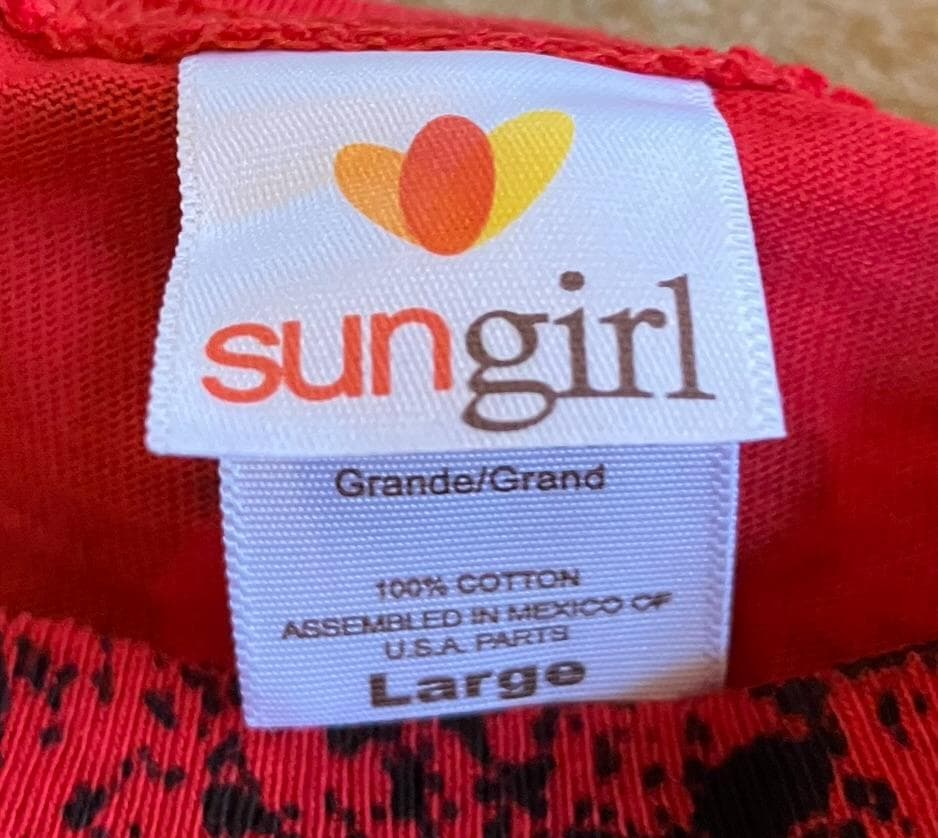 sungirl
Grande/Grand
100% COTTON
ASSEMBLED IN MEXICO OF
U.S.A. PARTS
Large